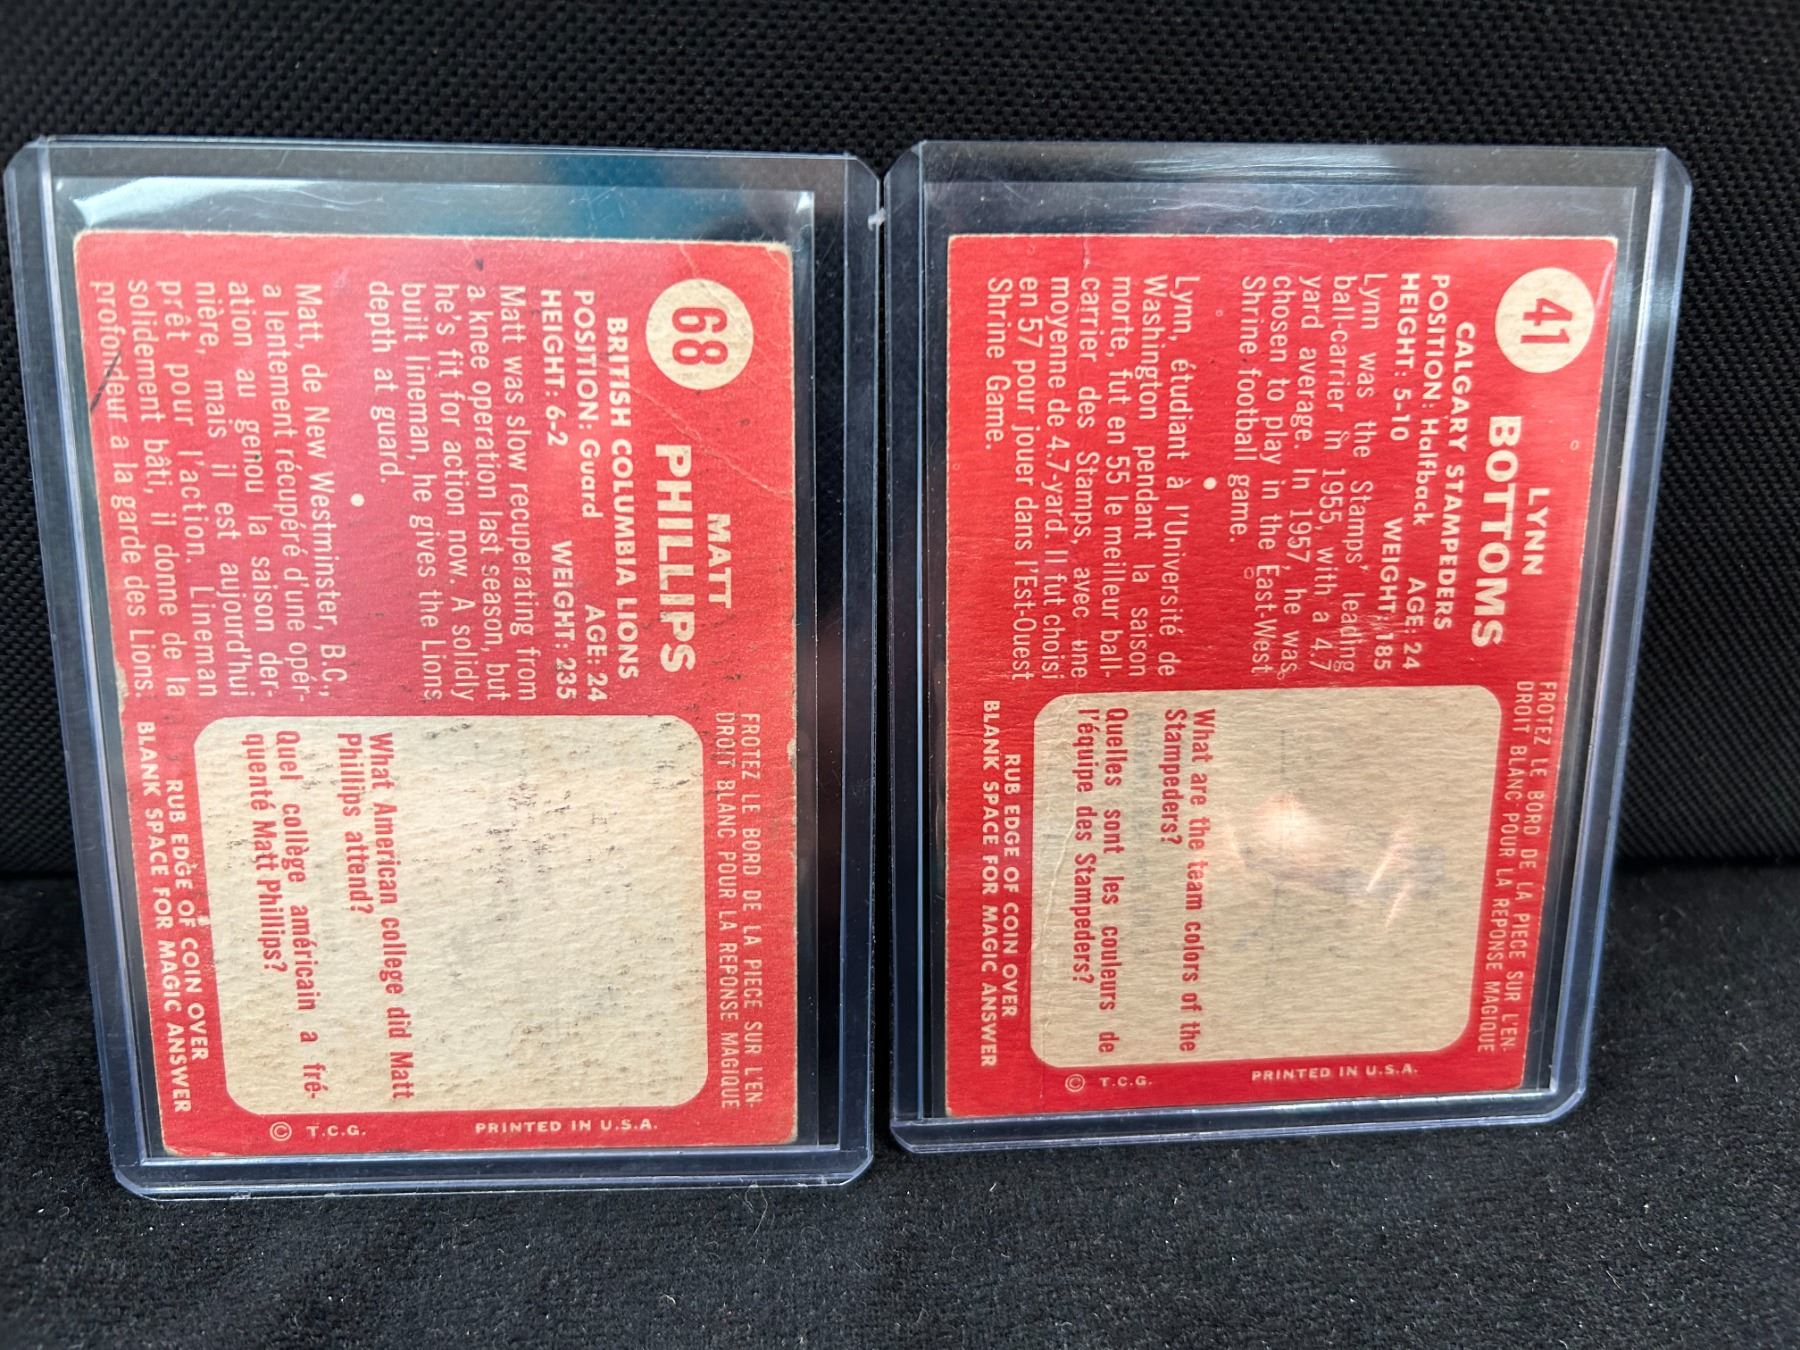 68
MATT
PHILLIPS
BRITISH COLUMBIA LIONS
POSITION: Guard AGE: 24
HEIGHT: 6-2 WEIGHT: 235
Matt was slow recuperating from
a knee operation last season, but
he's fit for action now. A solidly
built lineman, he gives the Lions
depth at guard.
•
Matt, de New Westminster, B.C.,
a lentement récupéré d'une opér-
ation au genou la saison der-
nière, mais il est aujourd'hui
prêt pour l'action. Lineman
solidement bâti, il donne de la
profondeur a la garde des Lions.
FROTEZ LE BORD DE LA PIECE SUR L'EN-
DROIT BLANC POUR LA REPONSE MAGIQUE
What American college did Matt
Phillips attend?
Quel collège américain a fré-
quenté Matt Phillips?
RUB EDGE OF COIN OVER
BLANK SPACE FOR MAGIC ANSWER
© T.C.G. PRINTED IN U.S.A.
41
LYNN
BOTTOMS
CALGARY STAMPEDERS
POSITION: Halfback AGE: 24
HEIGHT: 5-10 WEIGHT: 185
Lynn was the Stamps' leading
ball-carrier in 1955 with a 4.7
yard average. In 1957, he was
chosen to play in the East-West
Shrine football game.
•
Lynn, étudiant à l'Université de
Washington pendant la saison
morte, fut en 55 le meilleur ball-
carrier des Stamps, avec une
moyenne de 4.7-yard. Il fut choisi
en 57 pour jouer dans l'Est-Ouest
Shrine Game.
FROTEZ LE BORD DE LA PIECE SUR L'EN-
DROIT BLANC POUR LA REPONSE MAGIQUE
What are the team colors of the
Stampeders?
Quelles sont les couleurs de
l'équipe des Stampeders?
RUB EDGE OF COIN OVER
BLANK SPACE FOR MAGIC ANSWER
© T.C.G. PRINTED IN U.S.A.